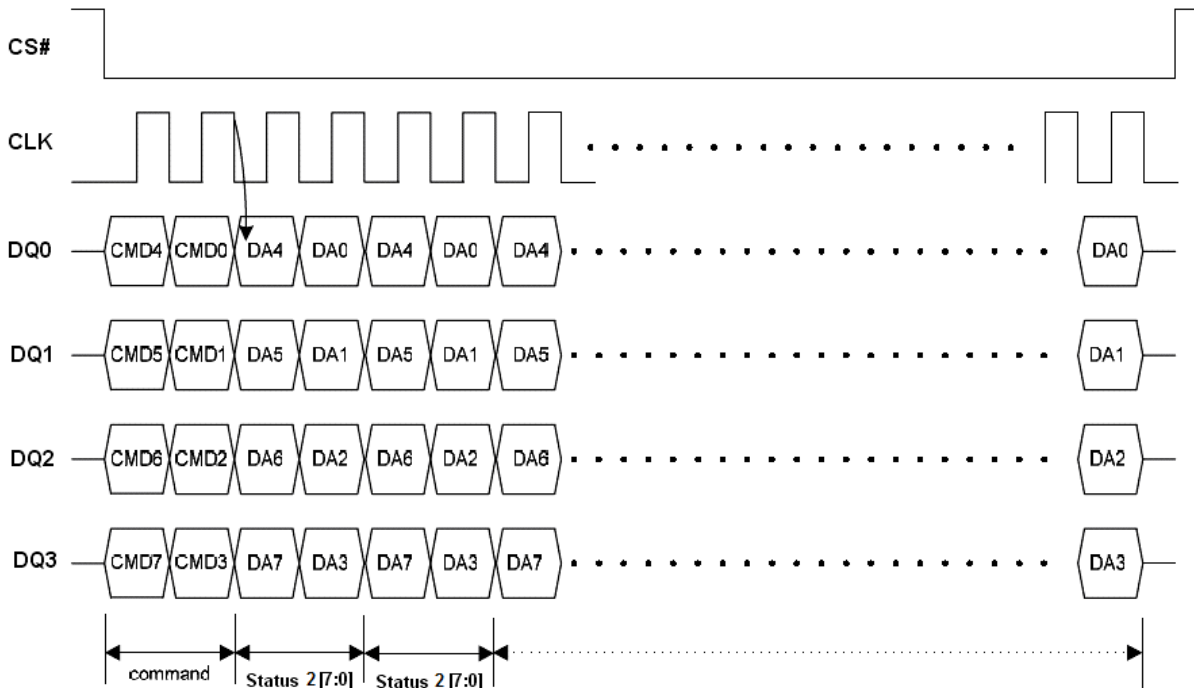 CS#
CLK
DQ0 CMD4 CMD0 DA4 DA0 DA4 DA0 DA4 DA0
DQ1 CMD5 CMD1 DA5 DA1 DA5 DA1 DA5 DA1
DQ2 CMD6 CMD2 DA6 DA2 DA6 DA2 DA6 DA2
DQ3 CMD7 CMD3 DA7 DA3 DA7 DA3 DA7 DA3
command Status 2 [7:0] Status 2 [7:0]